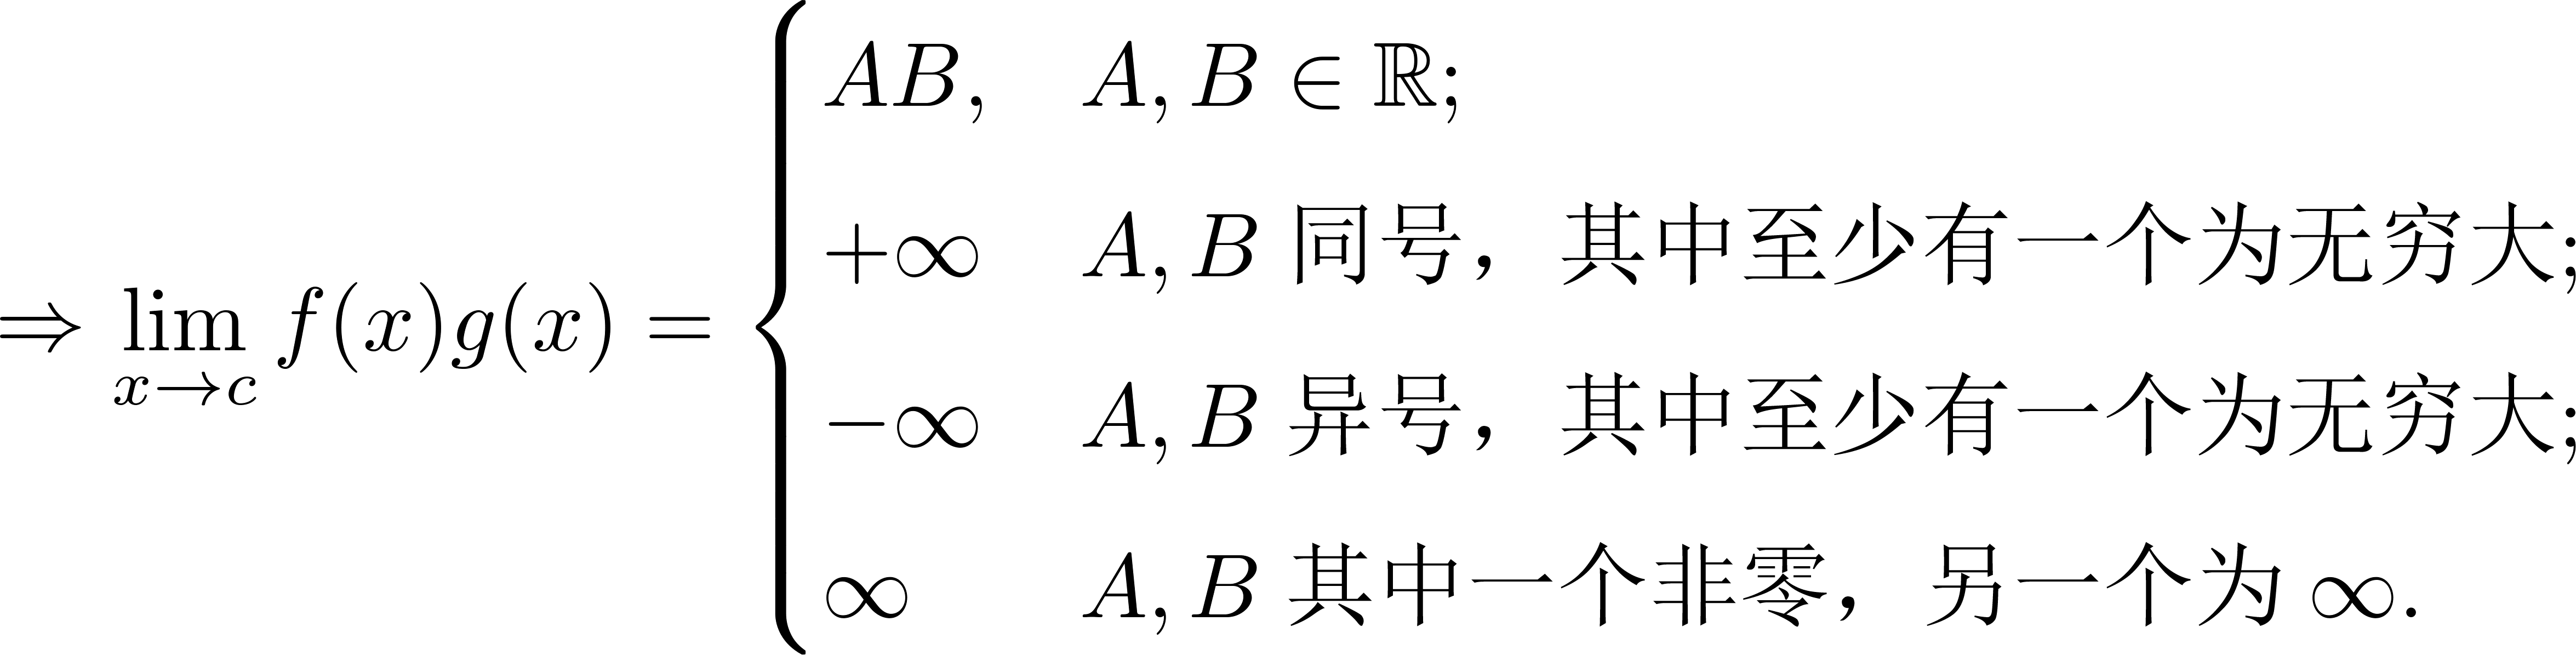 AB, A, B ∈ ℝ;
+∞ A, B 同号，其中至少有一个为无穷大;
⇒ lim x→c f(x)g(x) = {
−∞ A, B 异号，其中至少有一个为无穷大;
∞ A, B 其中一个非零，另一个为 ∞.